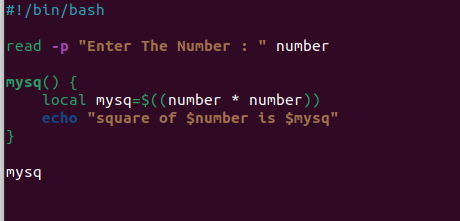 #!/bin/bash
read -p "Enter The Number : " number
mysq() {
    local mysq=$((number * number))
    echo "square of $number is $mysq"
}
mysq